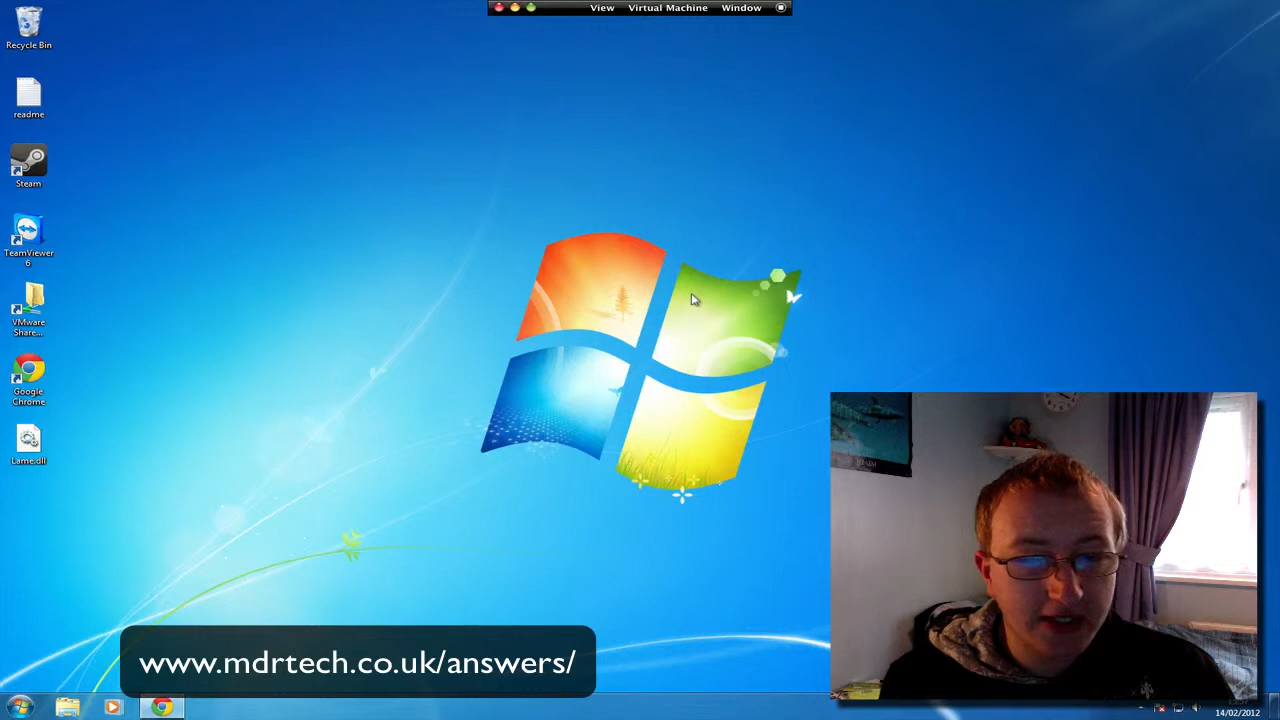 View Virtual Machine Window
Recycle Bin
readme
Steam
TeamViewer
6
VMware
Share...
Google
Chrome
Lame.dll
www.mdrtech.co.uk/answers/
14/02/2012